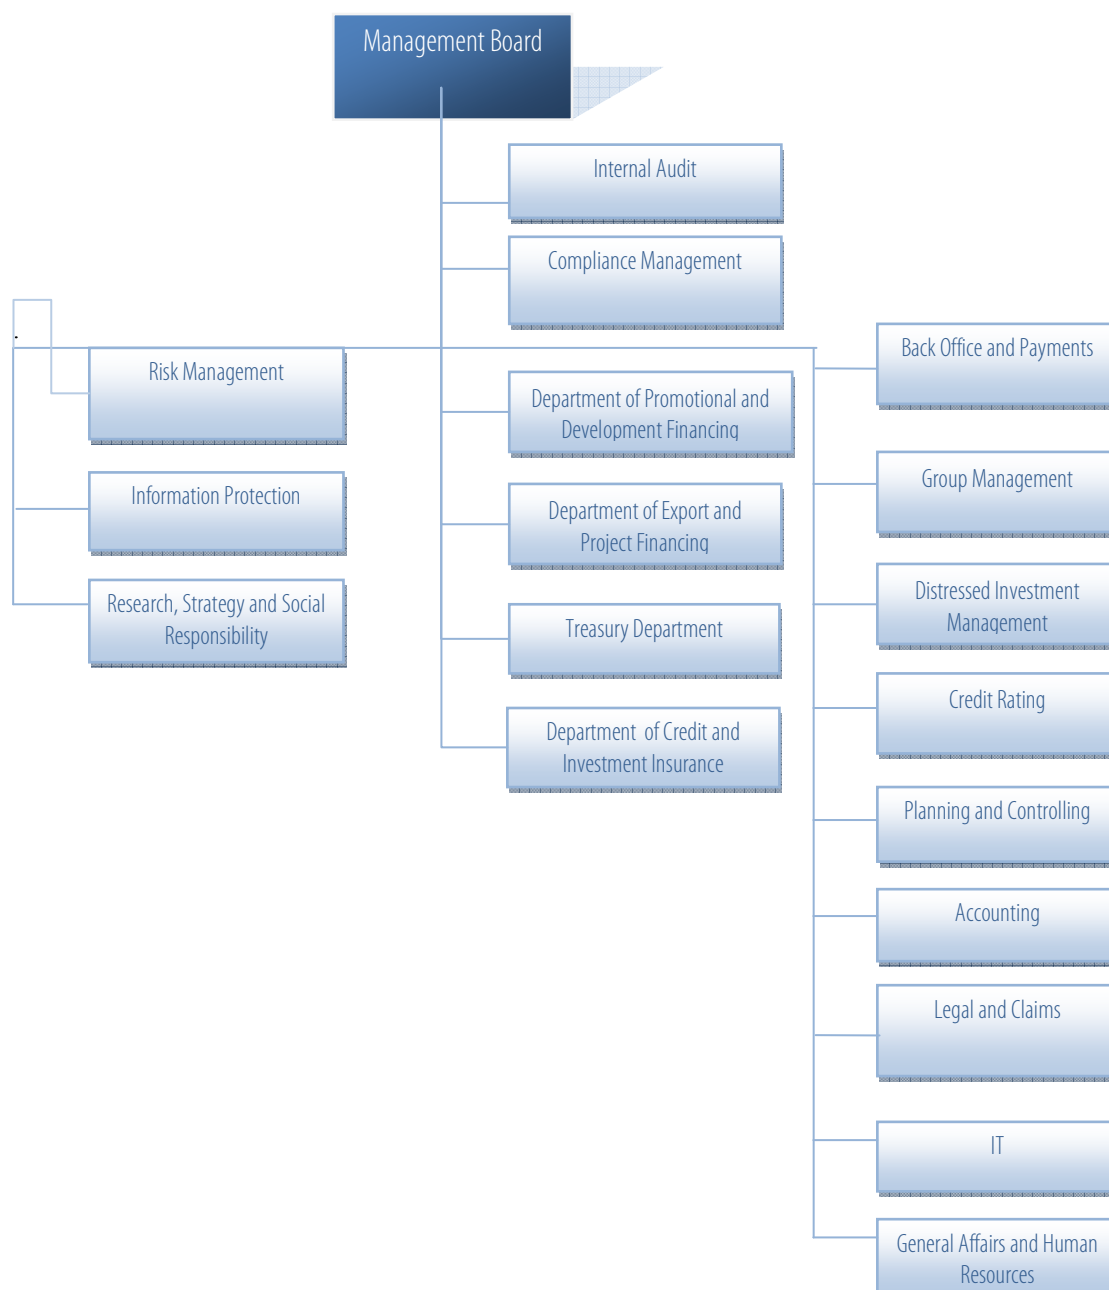 Management Board
Internal Audit
Compliance Management
.
Risk Management
Information Protection
Research, Strategy and Social
Responsibility
Department of Promotional and
Development Financing
Department of Export and
Project Financing
Treasury Department
Department of Credit and
Investment Insurance
Back Office and Payments
Group Management
Distressed Investment
Management
Credit Rating
Planning and Controlling
Accounting
Legal and Claims
IT
General Affairs and Human
Resources